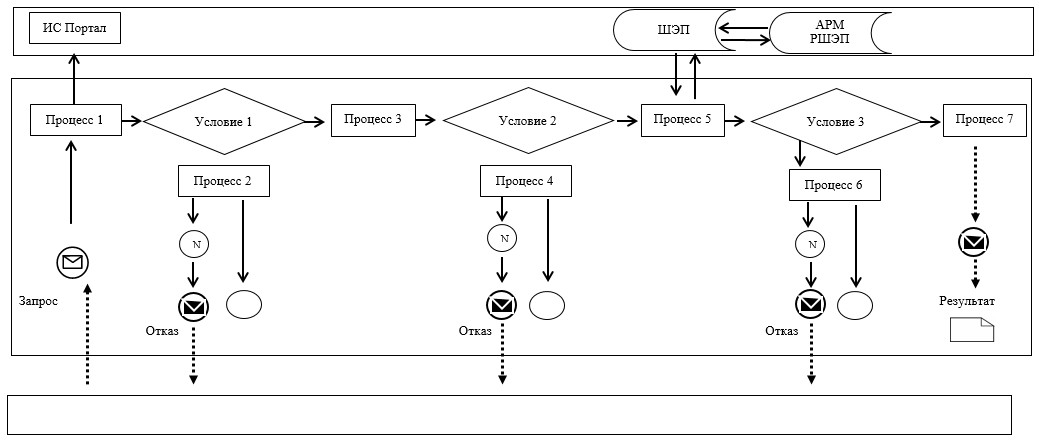 ИС Портал
ШЭП
АРМ
РШЭП
Процесс 1
Условие 1
Процесс 3
Условие 2
Процесс 5
Условие 3
Процесс 7
Процесс 2
Процесс 4
Процесс 6
N
N
N
Запрос
Отказ
Отказ
Отказ
Результат